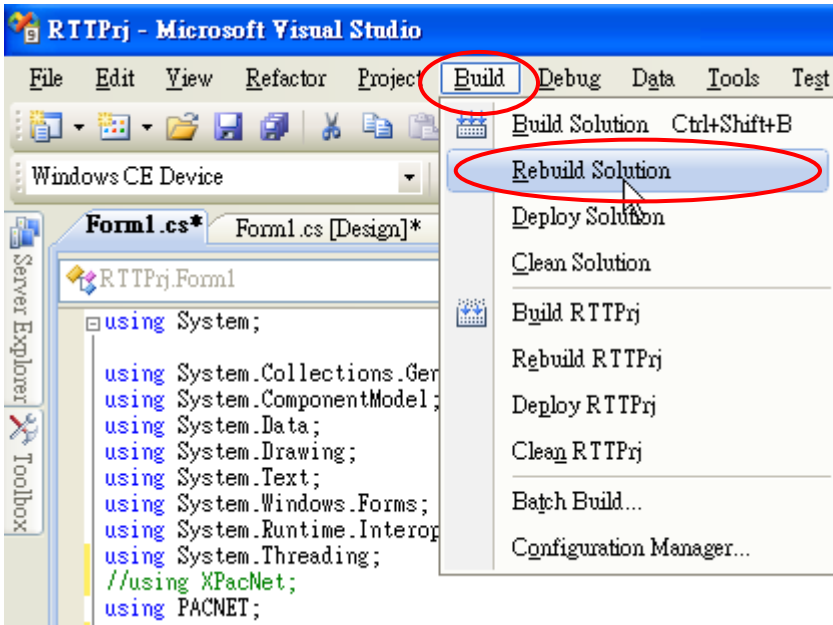 RTTPrj - Microsoft Visual Studio
File Edit View Refactor Project Build Debug Data Tools Test
Build Solution Ctrl+Shift+B
Windows CE Device
Rebuild Solution
Form1.cs* Form1.cs [Design]*
Deploy Solution
RTTPrj.Form1
Clean Solution
Server Explorer
Toolbox
using System;
Build RTTPrj
Rebuild RTTPrj
using System.Collections.Gen
using System.ComponentModel;
Deploy RTTPrj
using System.Data;
using System.Drawing;
Clean RTTPrj
using System.Text;
using System.Windows.Forms;
Batch Build...
using System.Runtime.Interop
using System.Threading;
Configuration Manager...
//using XPacNet;
using PACNET;